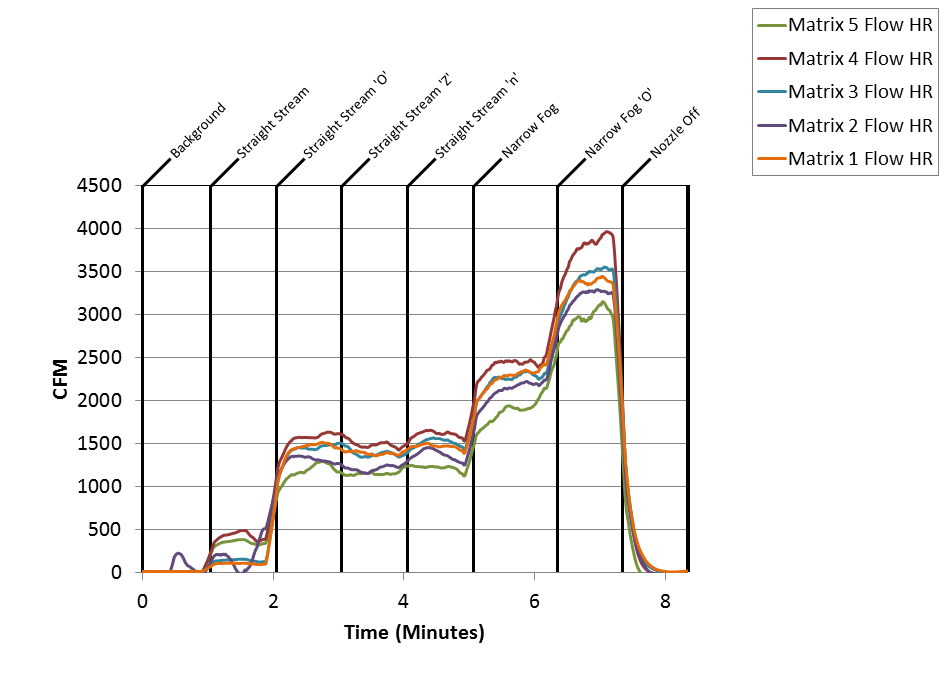 Matrix 5 Flow HR
Matrix 4 Flow HR
Matrix 3 Flow HR
Matrix 2 Flow HR
Matrix 1 Flow HR
Background
Straight Stream
Straight Stream 'O'
Straight Stream 'Z'
Straight Stream 'n'
Narrow Fog
Narrow Fog 'O'
Nozzle Off
4500
4000
3500
3000
2500
2000
1500
1000
500
0
CFM
0 2 4 6 8
Time (Minutes)